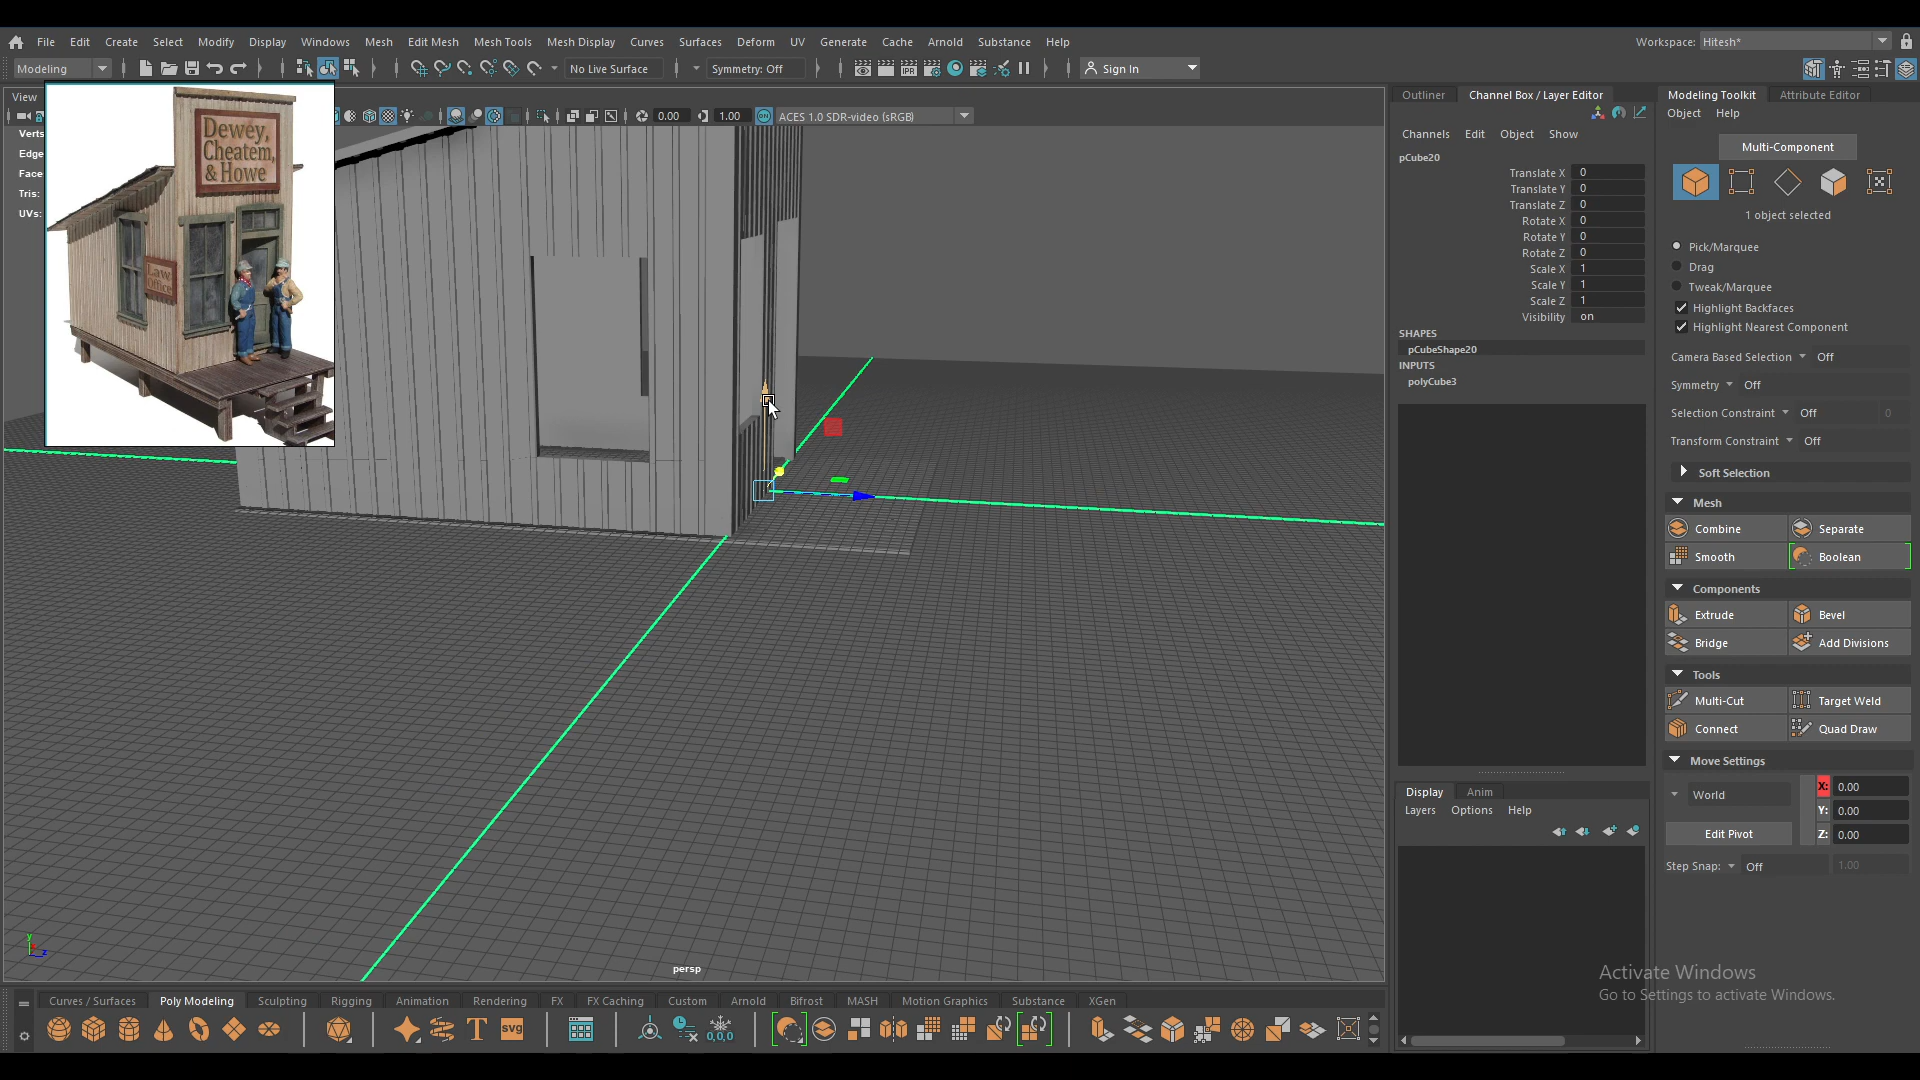 File Edit Create Select Modify Display Windows Mesh Edit Mesh Mesh Tools Mesh Display Curves Surfaces Deform UV Generate Cache Arnold Substance Help
Workspace: Hitesh*
Modeling
No Live Surface
Symmetry: Off
Sign In
View
0.00
1.00
ACES 1.0 SDR-video (sRGB)
Verts
Edge
Face
Tris:
UVs:
Dewey,
Cheatem,
& Howe
Law
Office
persp
y
z
Outliner
Channel Box / Layer Editor
Channels Edit Object Show
pCube20
Translate X 0
Translate Y 0
Translate Z 0
Rotate X 0
Rotate Y 0
Rotate Z 0
Scale X 1
Scale Y 1
Scale Z 1
Visibility on
SHAPES
pCubeShape20
INPUTS
polyCube3
Display Anim
Layers Options Help
Modeling Toolkit
Attribute Editor
Object Help
Multi-Component
1 object selected
Pick/Marquee
Drag
Tweak/Marquee
Highlight Backfaces
Highlight Nearest Component
Camera Based Selection Off
Symmetry Off
Selection Constraint Off 0
Transform Constraint Off
Soft Selection
Mesh
Combine Separate
Smooth Boolean
Components
Extrude Bevel
Bridge Add Divisions
Tools
Multi-Cut Target Weld
Connect Quad Draw
Move Settings
World
X: 0.00
Y: 0.00
Edit Pivot
Z: 0.00
Step Snap: Off 1.00
Activate Windows
Go to Settings to activate Windows.
Curves / Surfaces Poly Modeling Sculpting Rigging Animation Rendering FX FX Caching Custom Arnold Bifrost MASH Motion Graphics Substance XGen
T
svg
0,0,0